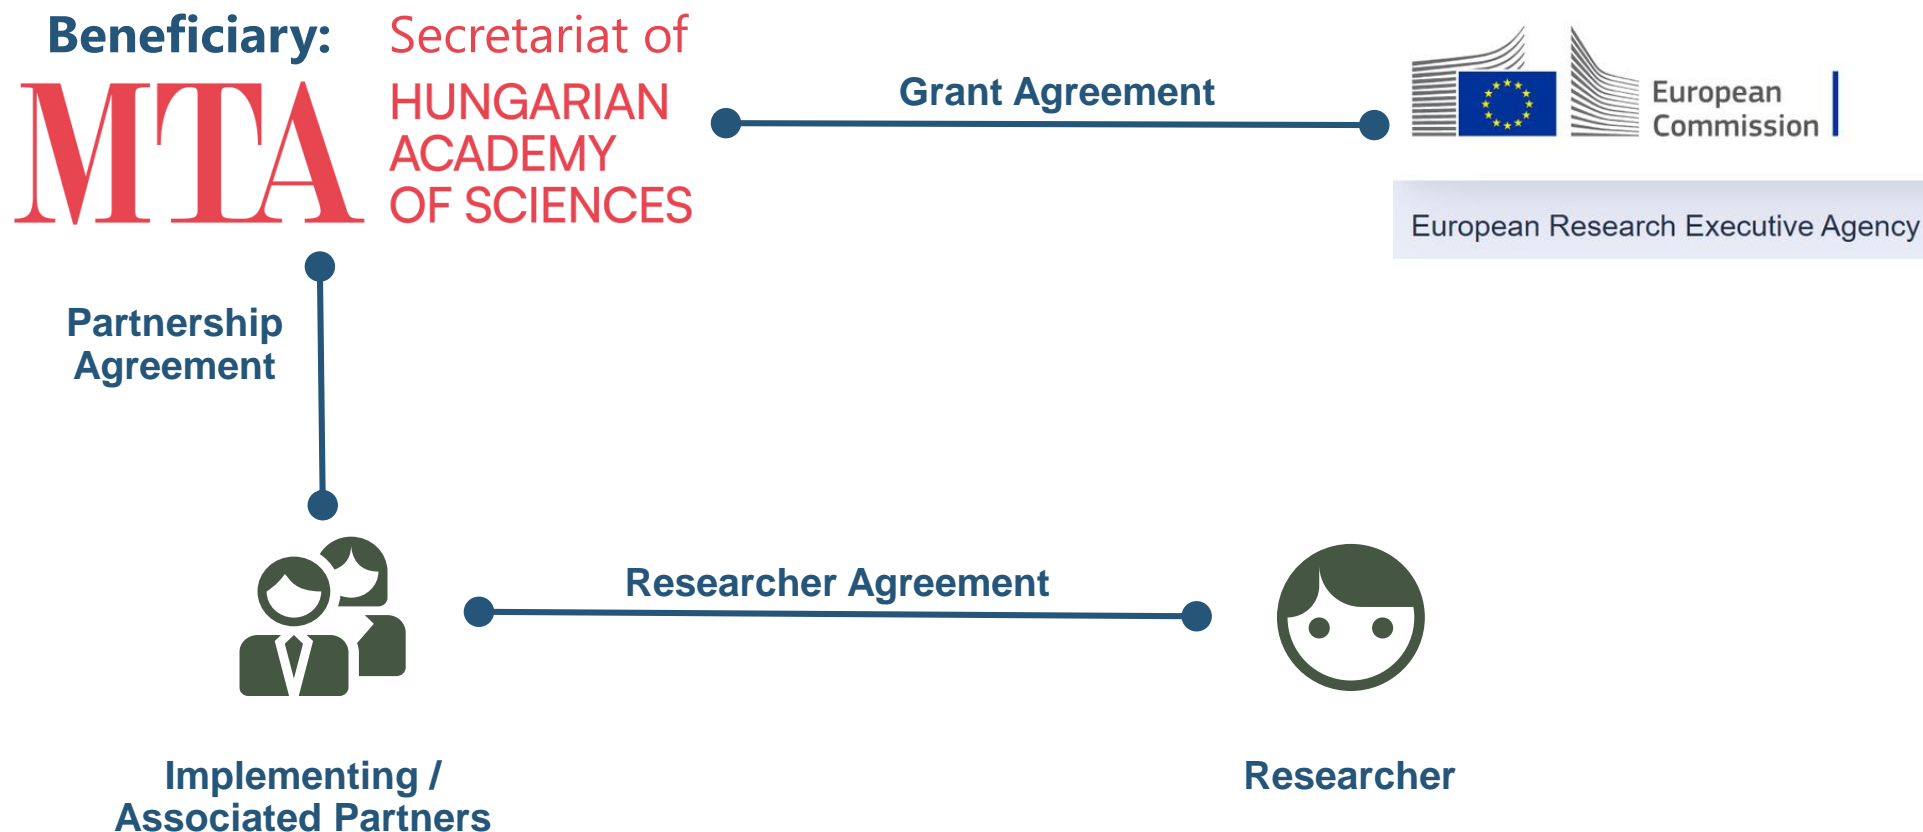 Beneficiary:
Secretariat of
MTA
HUNGARIAN
ACADEMY
OF SCIENCES
Grant Agreement
European
Commission
European Research Executive Agency
Partnership
Agreement
Researcher Agreement
Implementing /
Associated Partners
Researcher